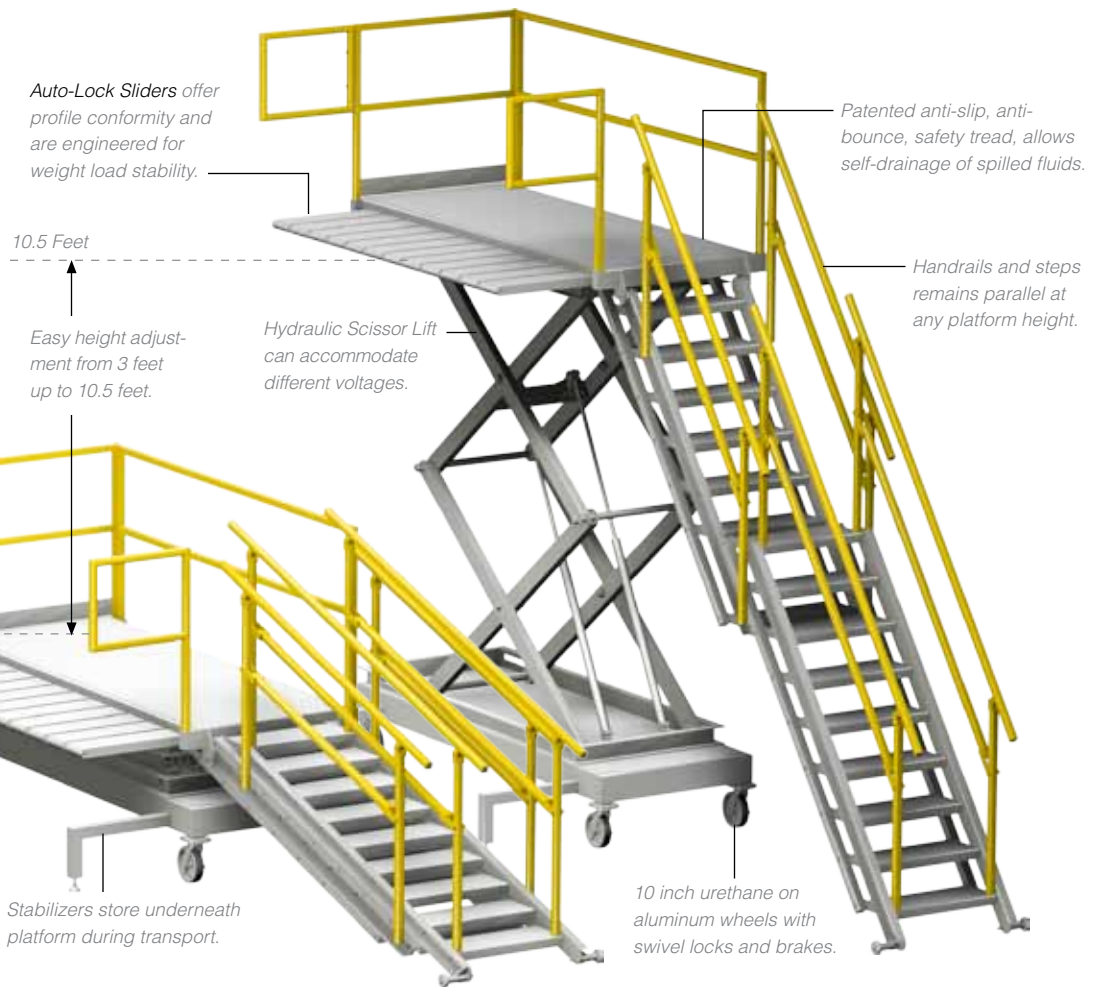 Auto-Lock Sliders offer
profile conformity and
are engineered for
weight load stability.
Patented anti-slip, anti-
bounce, safety tread, allows
self-drainage of spilled fluids.
10.5 Feet
Handrails and steps
remains parallel at
any platform height.
Easy height adjust-
ment from 3 feet
up to 10.5 feet.
Hydraulic Scissor Lift
can accommodate
different voltages.
Stabilizers store underneath
platform during transport.
10 inch urethane on
aluminum wheels with
swivel locks and brakes.